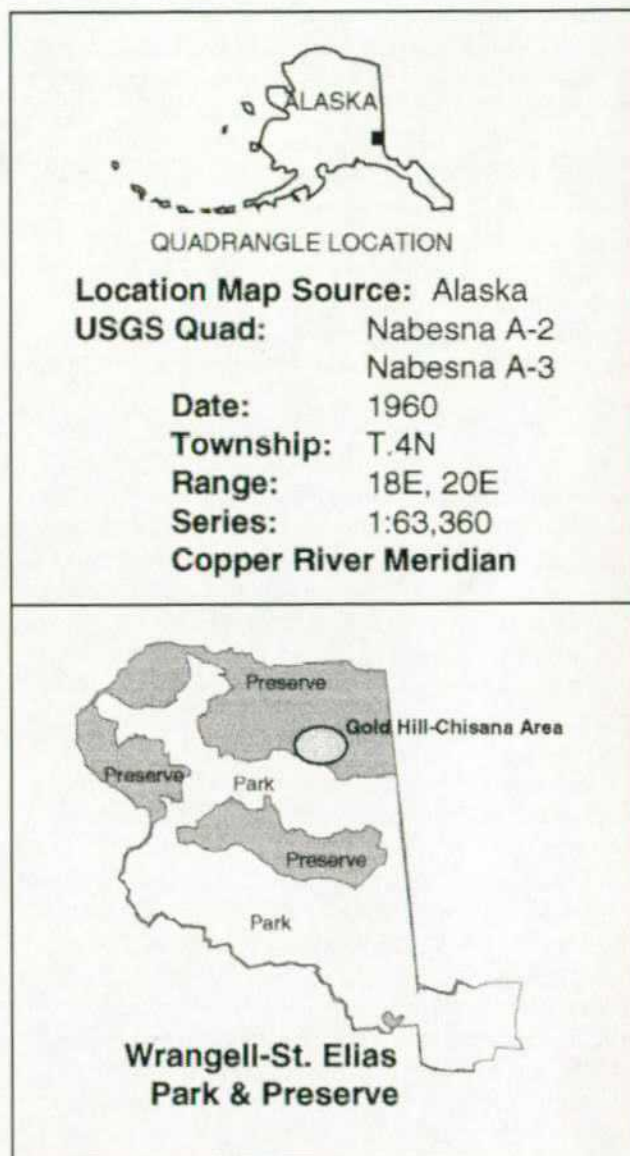 ALASKA
QUADRANGLE LOCATION
Location Map Source: Alaska
USGS Quad: Nabesna A-2
Nabesna A-3
Date: 1960
Township: T.4N
Range: 18E, 20E
Series: 1:63,360
Copper River Meridian
Preserve
Gold Hill-Chisana Area
Preserve
Park
Preserve
Park
Wrangell-St. Elias
Park & Preserve